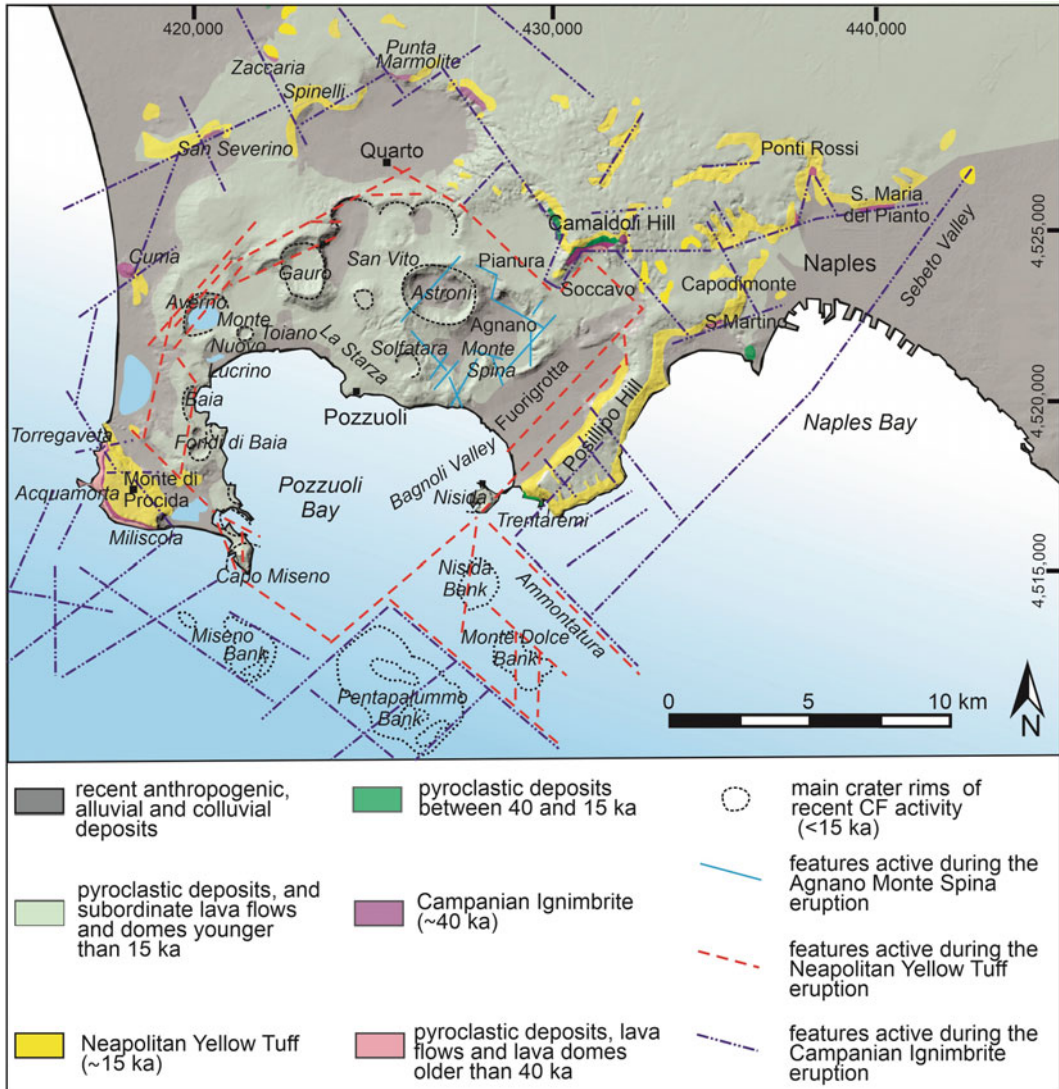 420,000
430,000
440,000
Punta
Marmolite
Zaccaria
Spinelli
San Severino
Quarto
Ponti Rossi
S. Maria
del Pianto
Camaldoli Hill
4,525,000
Cuma
Gauro
San Vito
Pianura
Soccavo
Naples
Sebeto Valley
Averno
Astroni
Capodimonte
Monte
Nuovo
Toiano
La Starza
Agnano
Solfatara
Monte
Spina
S. Martino
Lucrino
Baia
Fuorigrotta
4,520,000
Pozzuoli
Posillipo Hill
Naples Bay
Torregaveta
Fondi di Baia
Bagnoli Valley
Acquamorta
Monte di
Procida
Pozzuoli
Bay
Nisida
Trentaremi
Miliscola
Capo Miseno
Nisida
Bank
Ammontatura
4,515,000
Miseno
Bank
Monte Dolce
Bank
Pentapalummo
Bank
0 5 10 km
N
recent anthropogenic,
alluvial and colluvial
deposits
pyroclastic deposits
between 40 and 15 ka
main crater rims of
recent CF activity
(<15 ka)
pyroclastic deposits, and
subordinate lava flows
and domes younger
than 15 ka
Campanian Ignimbrite
(~40 ka)
features active during the
Agnano Monte Spina
eruption
features active during the
Neapolitan Yellow Tuff
eruption
Neapolitan Yellow Tuff
(~15 ka)
pyroclastic deposits, lava
flows and lava domes
older than 40 ka
features active during the
Campanian Ignimbrite
eruption